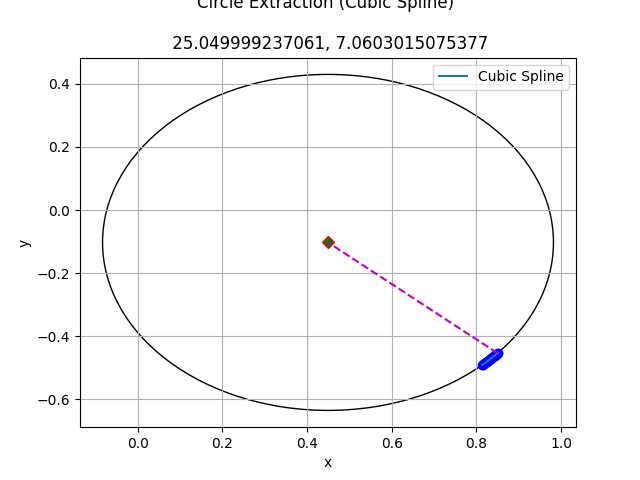 Circle Extraction (Cubic Spline)
25.049999237061, 7.0603015075377
Cubic Spline
0.4
0.2
0.0
−0.2
−0.4
−0.6
y
0.0 0.2 0.4 0.6 0.8 1.0
x